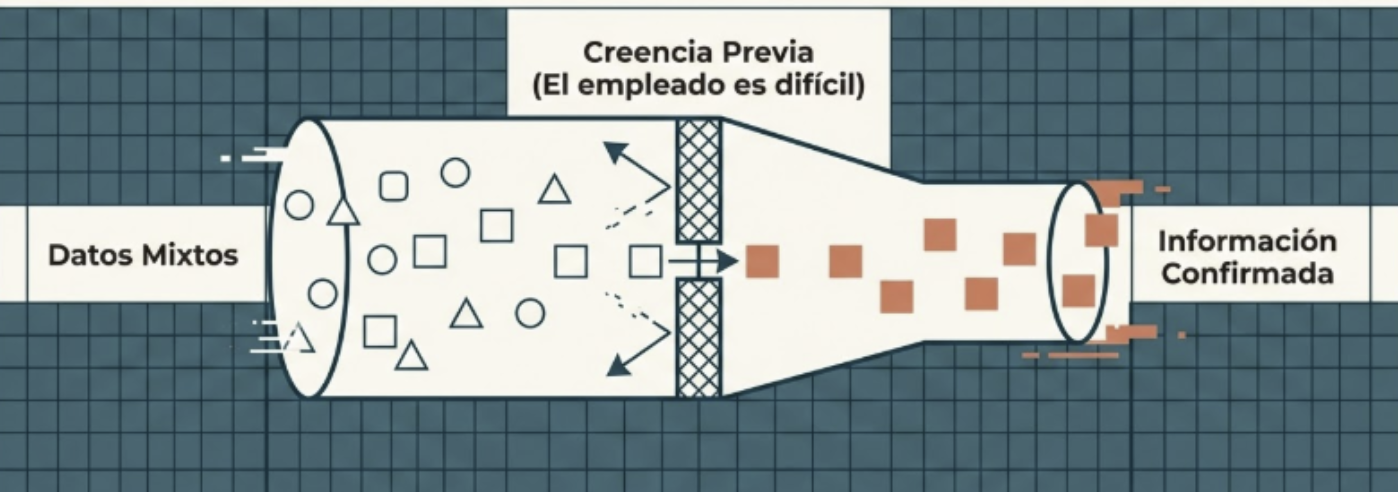 Creencia Previa
(El empleado es difícil)
Datos Mixtos
Información
Confirmada